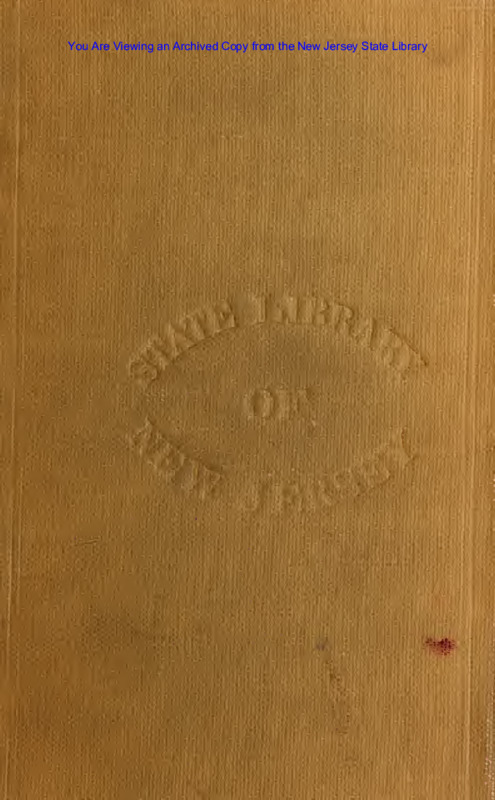 You Are Viewing an Archived Copy from the New Jersey State Library
STATE LIBRARY
OF
NEW JERSEY